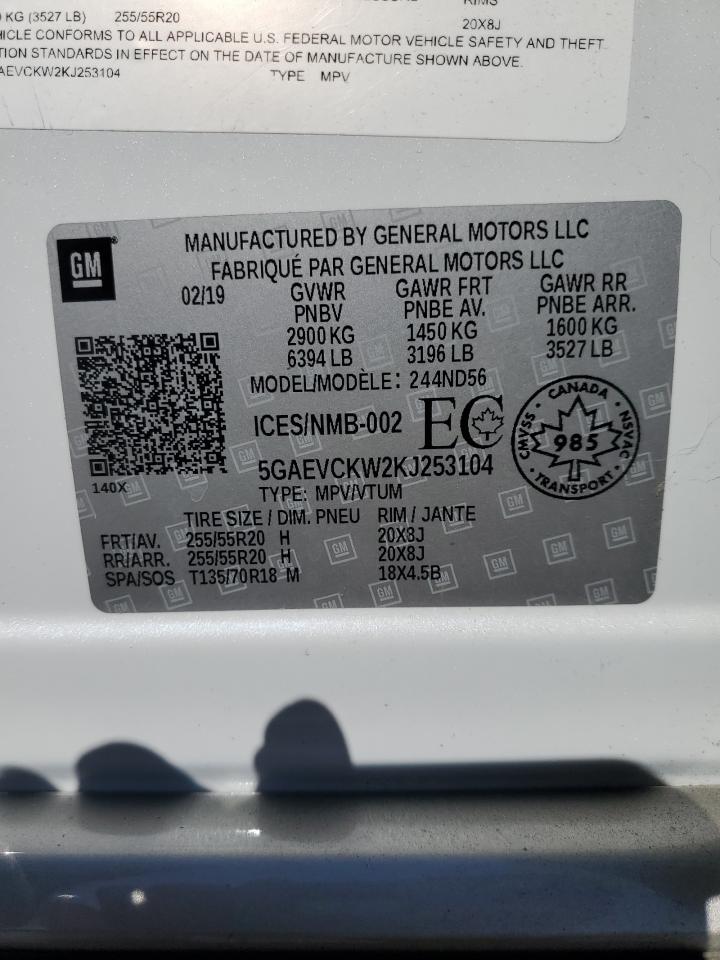 KG (3527 LB) 255/55R20 RIMS
20X8J
HICLE CONFORMS TO ALL APPLICABLE U.S. FEDERAL MOTOR VEHICLE SAFETY AND THEFT
TION STANDARDS IN EFFECT ON THE DATE OF MANUFACTURE SHOWN ABOVE.
AEVCKW2KJ253104 TYPE MPV
GM
MANUFACTURED BY GENERAL MOTORS LLC
FABRIQUÉ PAR GENERAL MOTORS LLC
02/19 GVWR GAWR FRT GAWR RR
PNBV PNBE AV. PNBE ARR.
2900 KG 1450 KG 1600 KG
6394 LB 3196 LB 3527 LB
MODEL/MODÈLE: 244ND56
ICES/NMB-002 EC
CANADA
CMVSS 985 NSVAC
TRANSPORT
5GAEVCKW2KJ253104
140X
TYPE: MPV/VTUM
TIRE SIZE / DIM. PNEU RIM / JANTE
FRT/AV. 255/55R20 H 20X8J
RR/ARR. 255/55R20 H 20X8J
SPA/SOS T135/70R18 M 18X4.5B